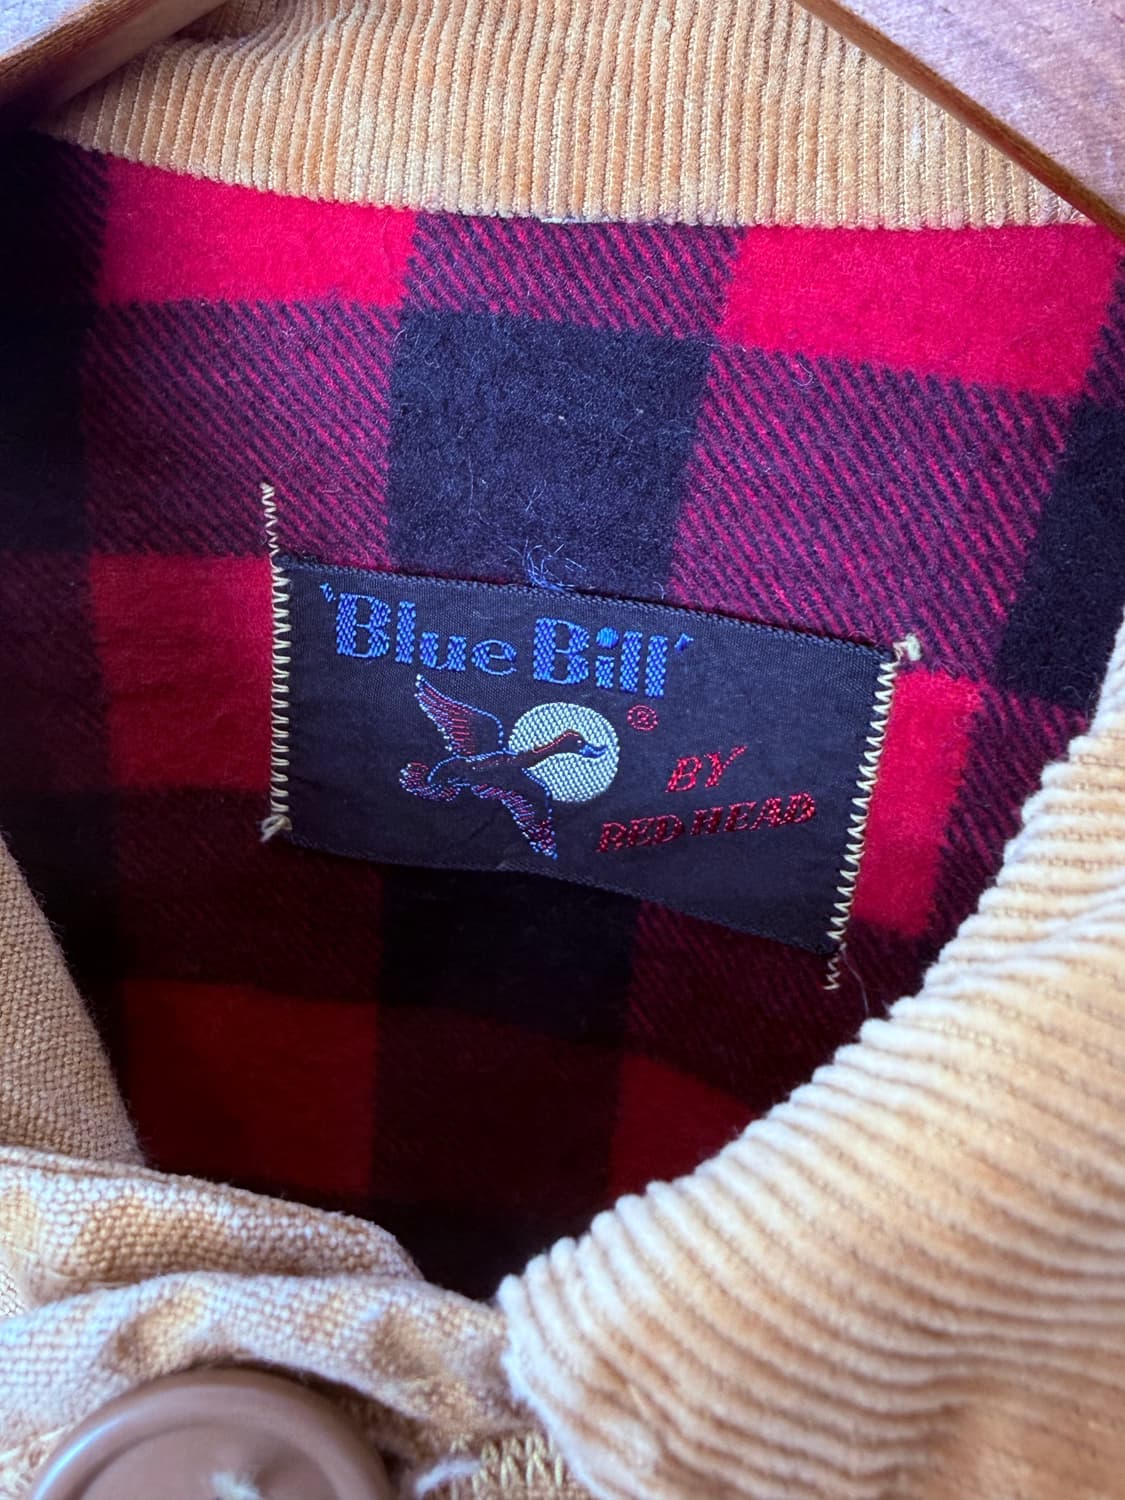 'Blue Bill'
®
BY
RED HEAD